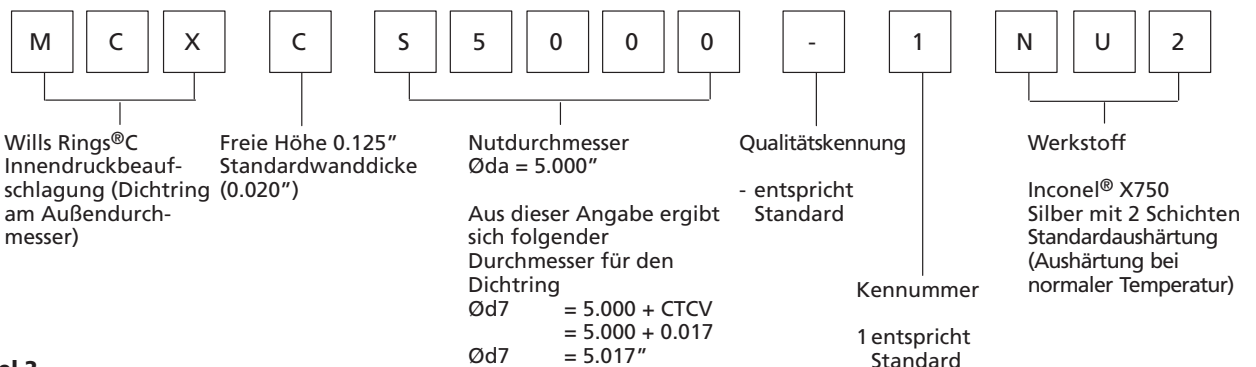 M C X C S 5 0 0 0 - 1 N U 2
Wills Rings®C
Innendruckbeauf-
schlagung (Dichtring
am Außendurch-
messer)
Freie Höhe 0.125"
Standardwanddicke
(0.020")
Nutdurchmesser
Øda = 5.000"
Aus dieser Angabe ergibt
sich folgender
Durchmesser für den
Dichtring
Ød7 = 5.000 + CTCV
= 5.000 + 0.017
Ød7 = 5.017"
Qualitätskennung
- entspricht
Standard
Kennummer
1 entspricht
Standard
Werkstoff
Inconel® X750
Silber mit 2 Schichten
Standardaushärtung
(Aushärtung bei
normaler Temperatur)